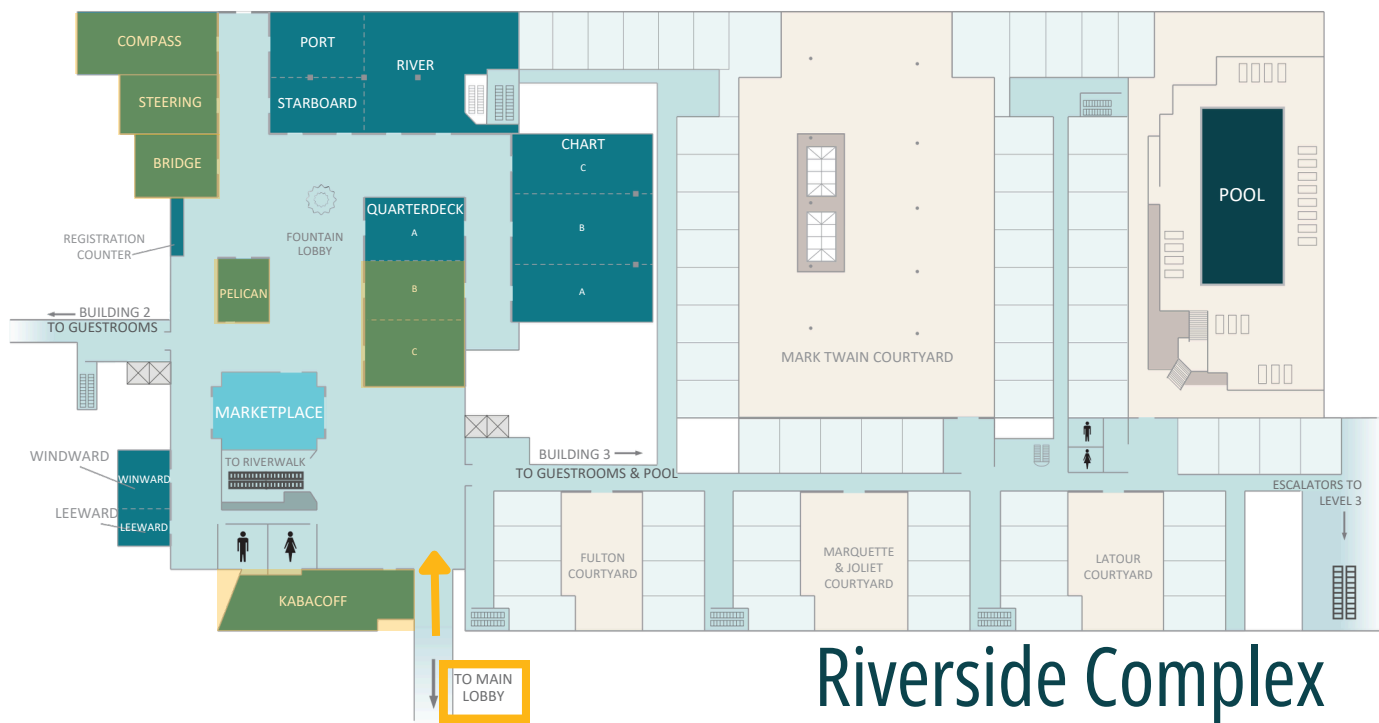 COMPASS
PORT
RIVER
STEERING
STARBOARD
BRIDGE
CHART
C
POOL
QUARTERDECK
A
B
REGISTRATION
COUNTER
FOUNTAIN
LOBBY
PELICAN
B
A
BUILDING 2
TO GUESTROOMS
C
MARK TWAIN COURTYARD
MARKETPLACE
WINDWARD
TO RIVERWALK
BUILDING 3
TO GUESTROOMS & POOL
WINWARD
ESCALATORS TO
LEVEL 3
LEEWARD
LEEWARD
FULTON
COURTYARD
MARQUETTE
& JOLIET
COURTYARD
LATOUR
COURTYARD
KABACOFF
TO MAIN
LOBBY
Riverside Complex